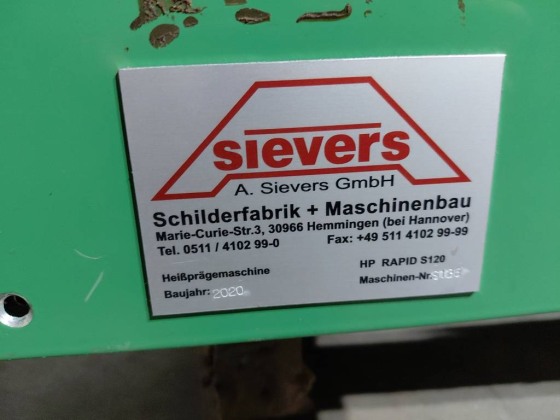 sievers
A. Sievers GmbH
Schilderfabrik + Maschinenbau
Marie-Curie-Str.3, 30966 Hemmingen (bei Hannover)
Tel. 0511 / 4102 99-0 Fax: +49 511 4102 99-99
Heißprägemaschine HP RAPID S120
Baujahr: 2020 Maschinen-Nr.